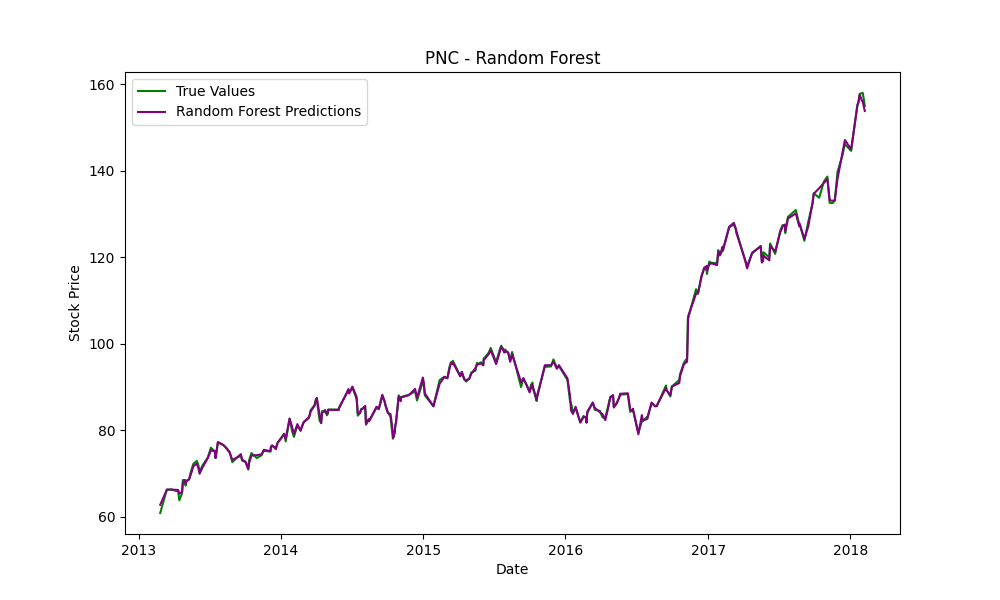 PNC - Random Forest
True Values
Random Forest Predictions
160
140
120
100
80
60
Stock Price
2013 2014 2015 2016 2017 2018
Date